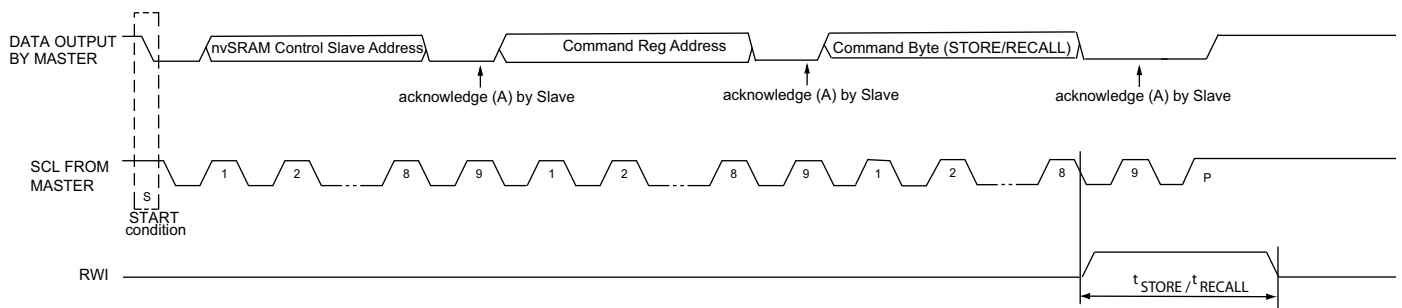 DATA OUTPUT
BY MASTER
nvSRAM Control Slave Address
Command Reg Address
Command Byte (STORE/RECALL)
acknowledge (A) by Slave
acknowledge (A) by Slave
acknowledge (A) by Slave
SCL FROM
MASTER
S
1
2
8
9
1
2
8
9
1
2
8
9
P
START
condition
RWI
t STORE / t RECALL